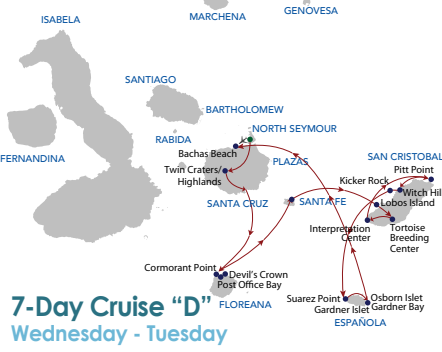 MARCHENA
GENOVESA
ISABELA
SANTIAGO
BARTHOLOMEW
RABIDA
NORTH SEYMOUR
Bachas Beach
PLAZAS
FERNANDINA
Twin Craters/
Highlands
SAN CRISTOBAL
Pitt Point
Kicker Rock
Witch Hil
Lobos Island
SANTA CRUZ
SANTA FE
Interpretation
Center
Tortoise
Breeding
Center
Cormorant Point
Devil's Crown
Post Office Bay
FLOREANA
Suarez Point
Gardner Islet
Osborn Islet
Gardner Bay
ESPAÑOLA
7-Day Cruise “D”
Wednesday - Tuesday